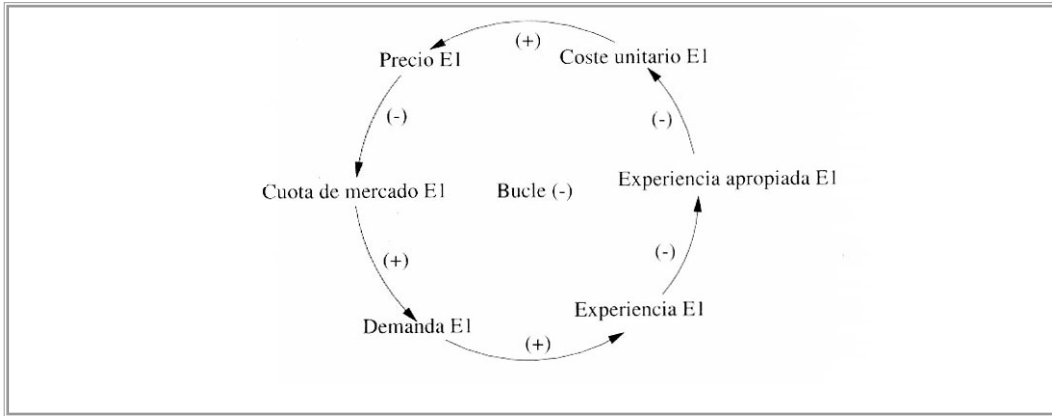 (+)
Precio E1
Coste unitario E1
(-)
(-)
Cuota de mercado E1
Bucle (-)
Experiencia apropiada E1
(+)
(-)
Demanda E1
Experiencia E1
(+)